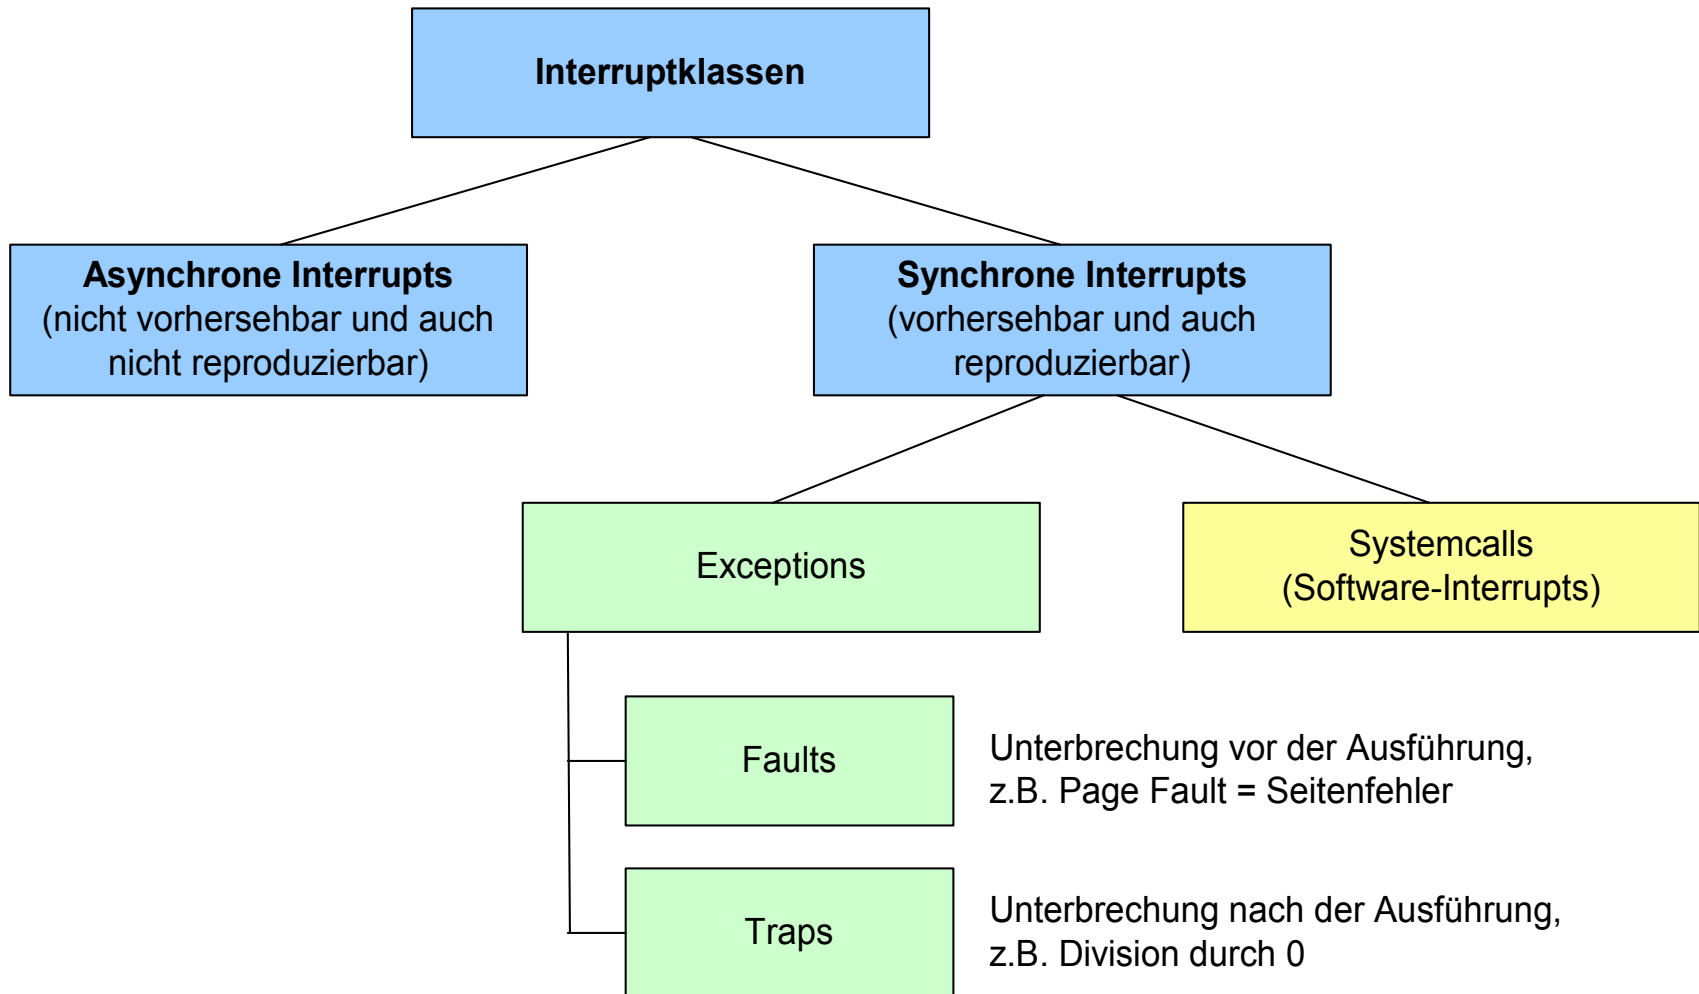 Interruptklassen
Asynchrone Interrupts
(nicht vorhersehbar und auch
nicht reproduzierbar)
Synchrone Interrupts
(vorhersehbar und auch
reproduzierbar)
Exceptions
Systemcalls
(Software-Interrupts)
Faults
Unterbrechung vor der Ausführung,
z.B. Page Fault = Seitenfehler
Traps
Unterbrechung nach der Ausführung,
z.B. Division durch 0